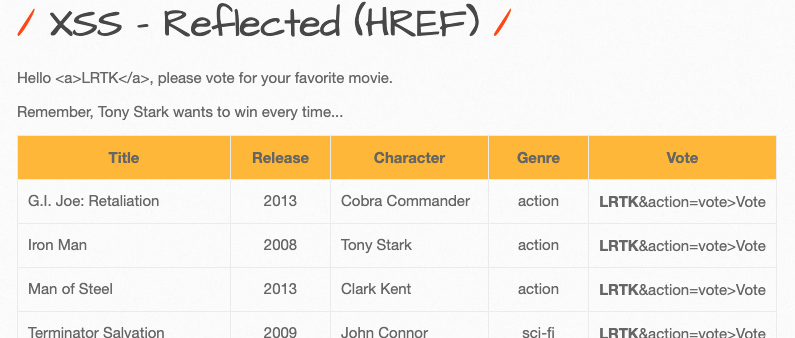 / XSS - Reflected (HREF) /
Hello <a>LRTK</a>, please vote for your favorite movie.
Remember, Tony Stark wants to win every time...
Title Release Character Genre Vote
G.I. Joe: Retaliation 2013 Cobra Commander action LRTK&action=vote>Vote
Iron Man 2008 Tony Stark action LRTK&action=vote>Vote
Man of Steel 2013 Clark Kent action LRTK&action=vote>Vote
Terminator Salvation 2009 John Connor sci-fi LRTK&action=vote>Vote